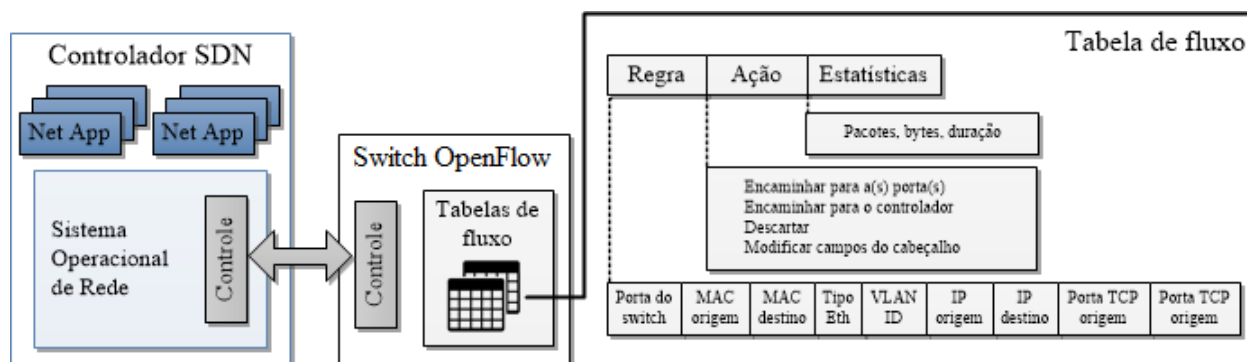 Controlador SDN
Net App
Net App
Sistema
Operacional
de Rede
Controle
Switch OpenFlow
Controle
Tabelas de
fluxo
Tabela de fluxo
Regra
Ação
Estatísticas
Pacotes, bytes, duração
Encaminhar para a(s) porta(s)
Encaminhar para o controlador
Descartar
Modificar campos do cabeçalho
Porta do
switch
MAC
origem
MAC
destino
Tipo
Eth
VLAN
ID
IP
origem
IP
destino
Porta TCP
origem
Porta TCP
origem